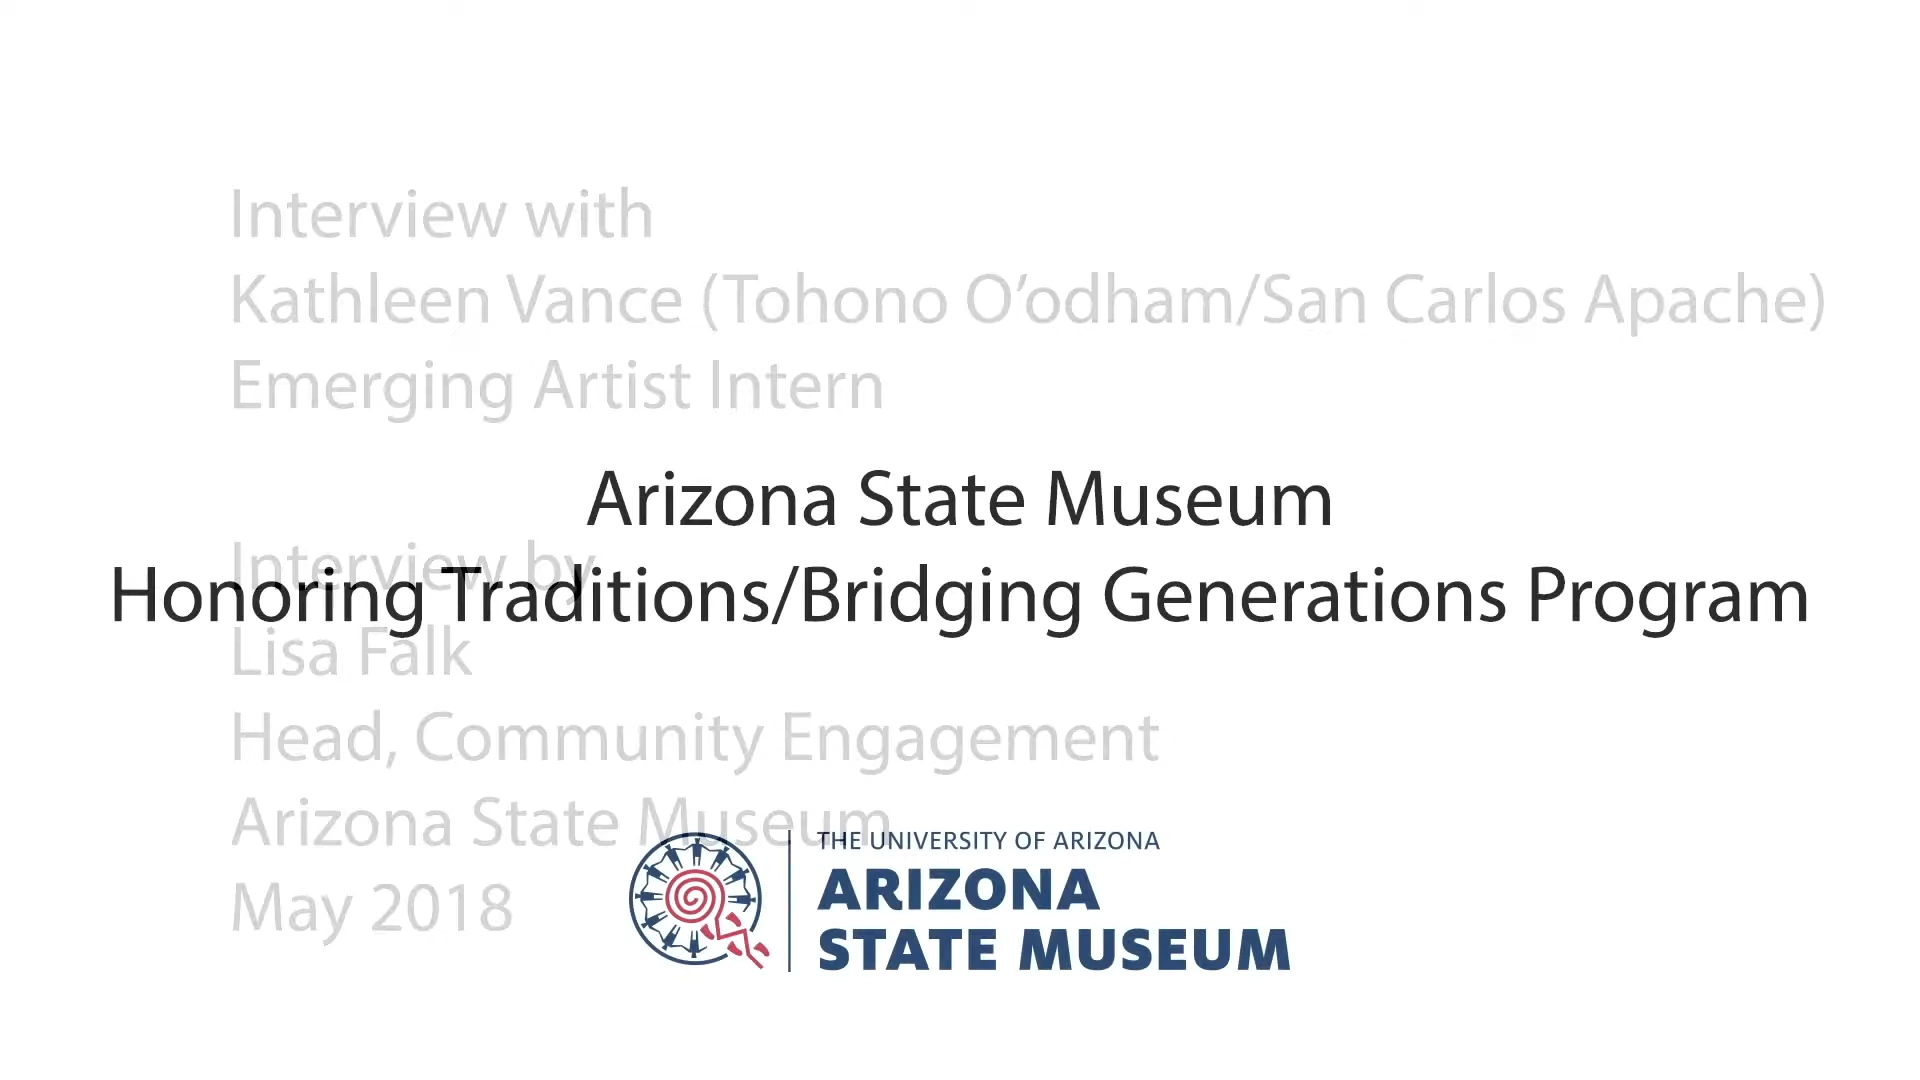 Interview with
Kathleen Vance (Tohono O’odham/San Carlos Apache)
Emerging Artist Intern
Arizona State Museum
Honoring Traditions/Bridging Generations Program
Interview by
Lisa Falk
Head, Community Engagement
Arizona State Museum
May 2018
THE UNIVERSITY OF ARIZONA
ARIZONA
STATE MUSEUM